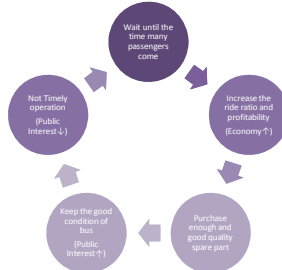 Wait until the
time many
passengers
come
Increase the
ride ratio and
profitability
(Economy↑)
Purchase
enough and
good quality
spare part
Keep the good
condition of
bus
(Public
Interest↑)
Not Timely
operation
(Public
Interest↓)